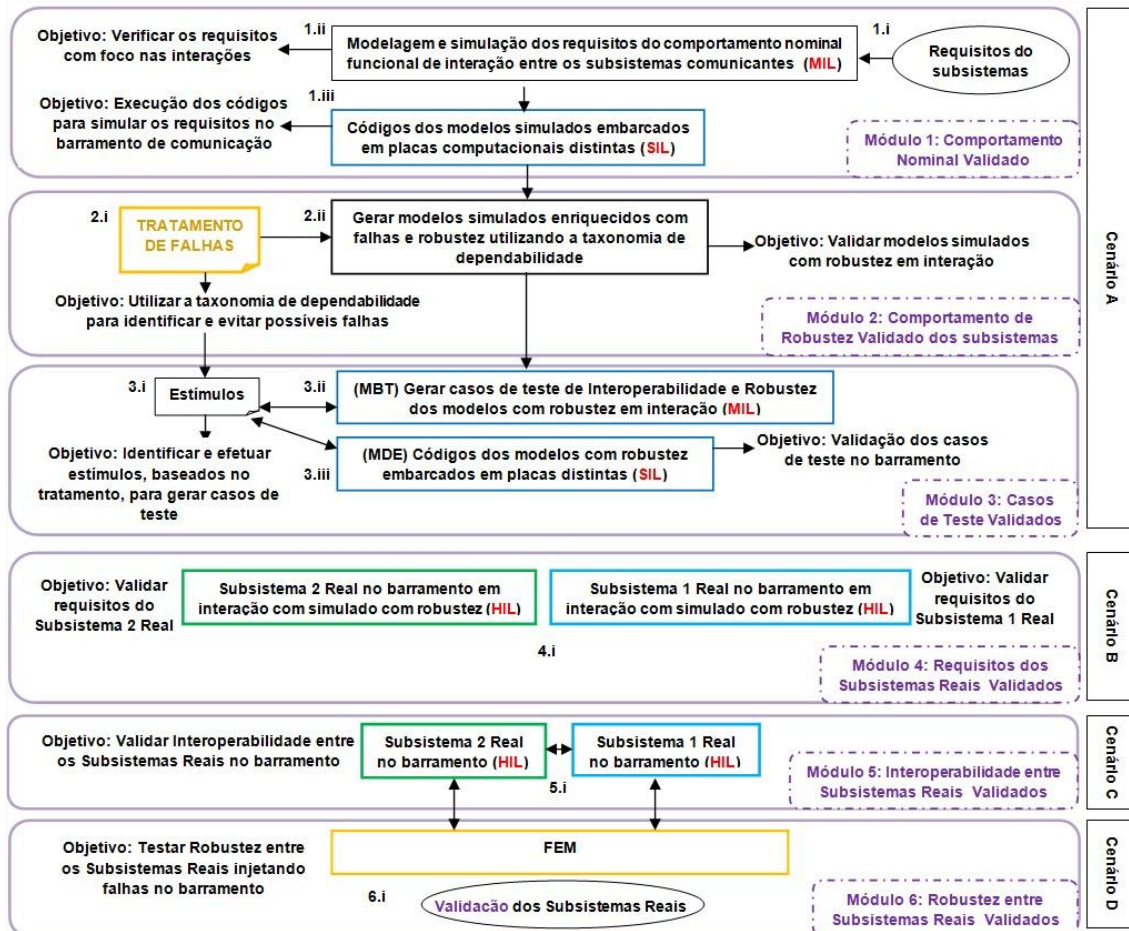 1.ii
1.i
Objetivo: Verificar os requisitos
com foco nas interações
Modelagem e simulação dos requisitos do comportamento nominal
funcional de interação entre os subsistemas comunicantes (MIL)
Requisitos do
subsistemas
1.iii
Objetivo: Execução dos códigos
para simular os requisitos no
barramento de comunicação
Códigos dos modelos simulados embarcados
em placas computacionais distintas (SIL)
Módulo 1: Comportamento
Nominal Validado
2.i
TRATAMENTO
DE FALHAS
2.ii
Gerar modelos simulados enriquecidos com
falhas e robustez utilizando a taxonomia de
dependabilidade
Objetivo: Validar modelos simulados
com robustez em interação
Objetivo: Utilizar a taxonomia de dependabilidade
para identificar e evitar possíveis falhas
Módulo 2: Comportamento de
Robustez Validado dos subsistemas
Cenário A
3.i
Estímulos
3.ii
(MBT) Gerar casos de teste de Interoperabilidade e Robustez
dos modelos com robustez em interação (MIL)
Objetivo: Identificar e efetuar
estímulos, baseados no
tratamento, para gerar casos de
teste
3.iii
(MDE) Códigos dos modelos com robustez
embarcados em placas distintas (SIL)
Objetivo: Validação dos casos
de teste no barramento
Módulo 3: Casos
de Teste Validados
Objetivo: Validar
requisitos do
Subsistema 2 Real
Subsistema 2 Real no barramento em
interação com simulado com robustez (HIL)
Subsistema 1 Real no barramento em
interação com simulado com robustez (HIL)
Objetivo: Validar
requisitos do
Subsistema 1 Real
4.i
Módulo 4: Requisitos dos
Subsistemas Reais Validados
Cenário B
Objetivo: Validar Interoperabilidade entre
os Subsistemas Reais no barramento
Subsistema 2 Real
no barramento (HIL)
Subsistema 1 Real
no barramento (HIL)
5.i
Módulo 5: Interoperabilidade entre
Subsistemas Reais Validados
Cenário C
Objetivo: Testar Robustez entre
os Subsistemas Reais injetando
falhas no barramento
FEM
6.i
Validacão dos Subsistemas Reais
Módulo 6: Robustez entre
Subsistemas Reais Validados
Cenário D